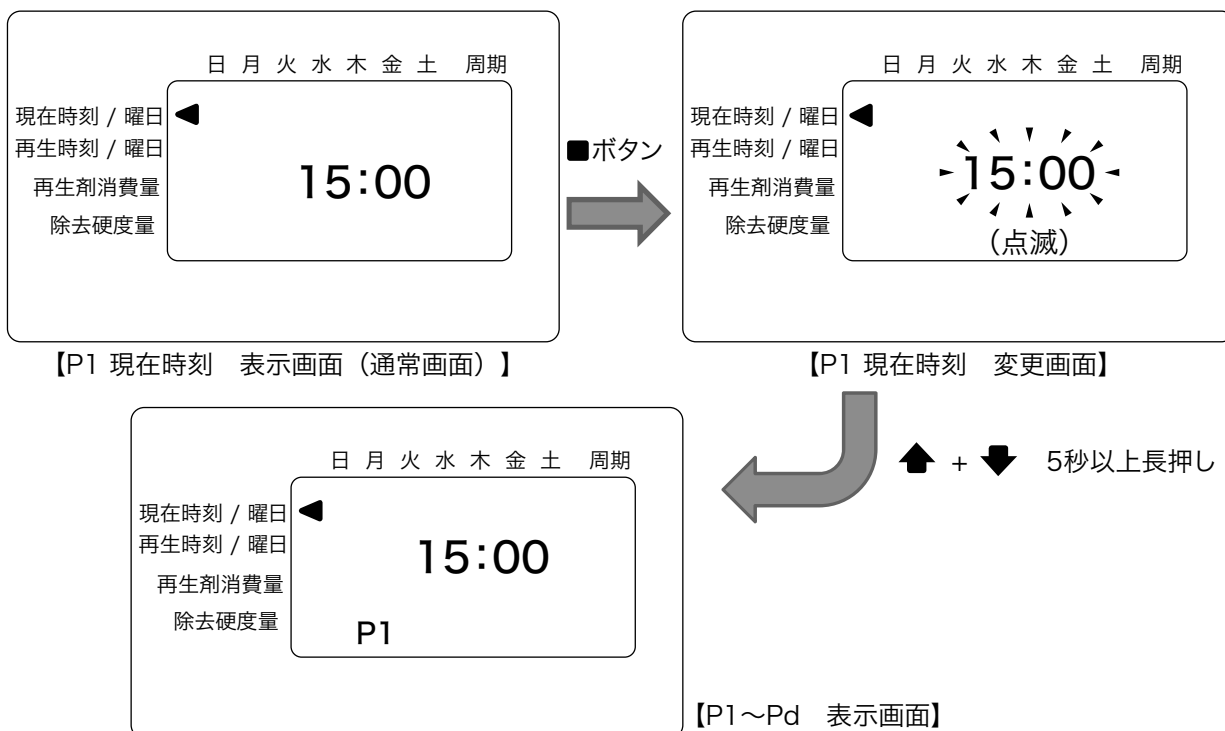 日 月 火 水 木 金 土 周期
現在時刻 / 曜日
再生時刻 / 曜日
再生剤消費量
除去硬度量
15:00
【P1 現在時刻　表示画面（通常画面）】
■ボタン
日 月 火 水 木 金 土 周期
現在時刻 / 曜日
再生時刻 / 曜日
再生剤消費量
除去硬度量
15:00
（点滅）
【P1 現在時刻　変更画面】
+ 5秒以上長押し
日 月 火 水 木 金 土 周期
現在時刻 / 曜日
再生時刻 / 曜日
再生剤消費量
除去硬度量
15:00
P1
【P1～Pd　表示画面】